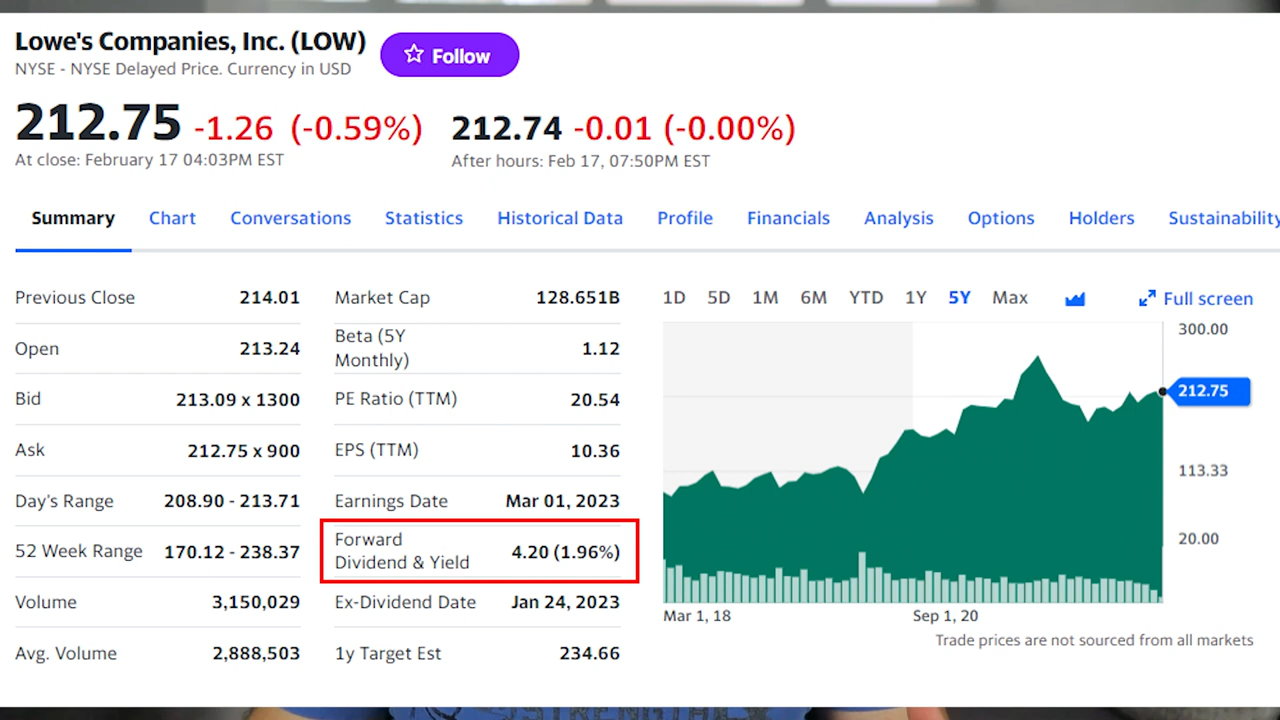 Lowe's Companies, Inc. (LOW)
Follow
NYSE - NYSE Delayed Price. Currency in USD
212.75 -1.26 (-0.59%)
212.74 -0.01 (-0.00%)
At close: February 17 04:03PM EST
After hours: Feb 17, 07:50PM EST
Summary Chart Conversations Statistics Historical Data Profile Financials Analysis Options Holders Sustainability
Previous Close 214.01
Open 213.24
Bid 213.09 x 1300
Ask 212.75 x 900
Day's Range 208.90 - 213.71
52 Week Range 170.12 - 238.37
Volume 3,150,029
Avg. Volume 2,888,503
Market Cap 128.651B
Beta (5Y
Monthly) 1.12
PE Ratio (TTM) 20.54
EPS (TTM) 10.36
Earnings Date Mar 01, 2023
Forward
Dividend & Yield 4.20 (1.96%)
Ex-Dividend Date Jan 24, 2023
1y Target Est 234.66
1D 5D 1M 6M YTD 1Y 5Y Max Full screen
300.00
212.75
113.33
20.00
Mar 1, 18 Sep 1, 20
Trade prices are not sourced from all markets